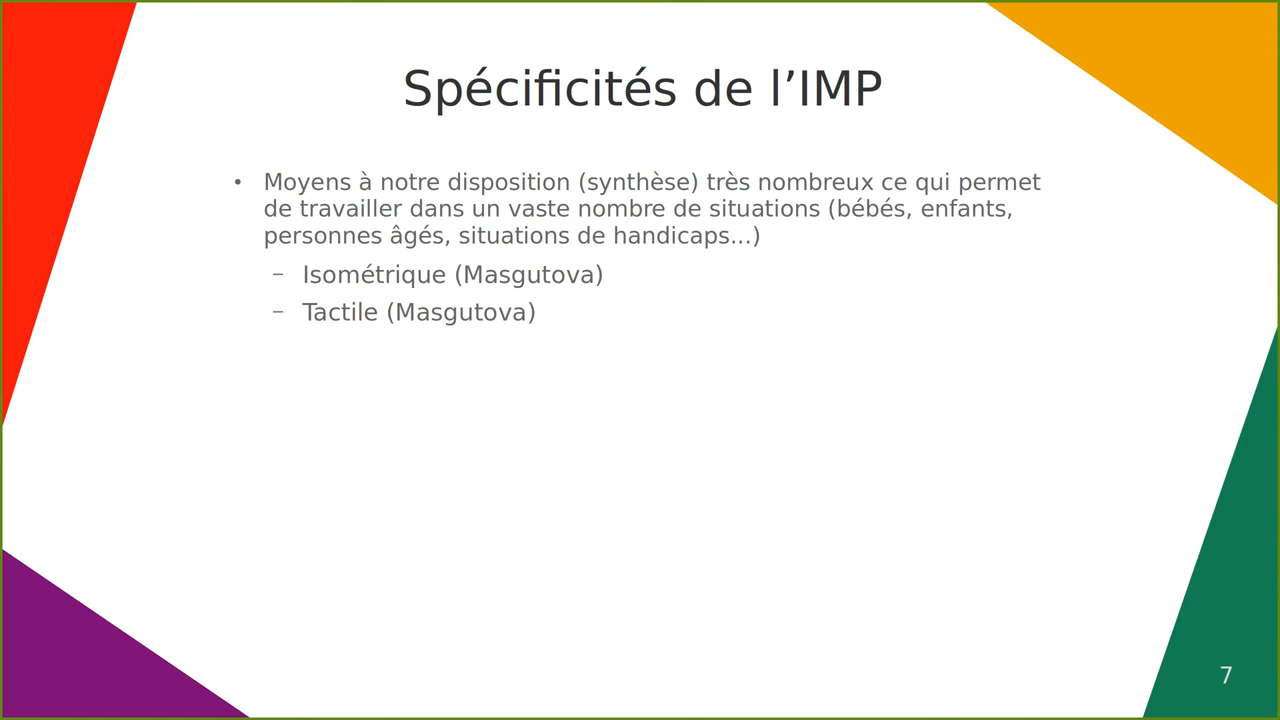 Spécificités de l’IMP
• Moyens à notre disposition (synthèse) très nombreux ce qui permet
de travailler dans un vaste nombre de situations (bébés, enfants,
personnes âgés, situations de handicaps...)
– Isométrique (Masgutova)
– Tactile (Masgutova)
7